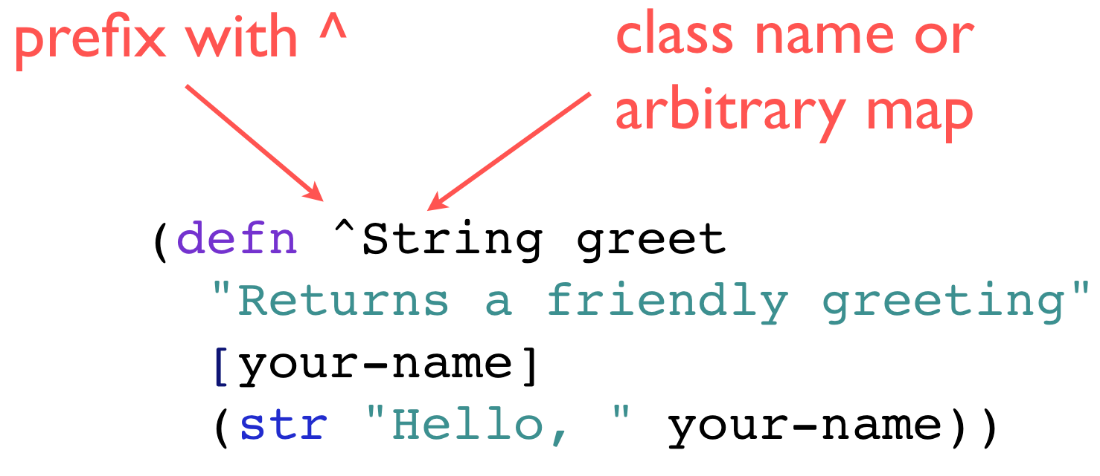 prefix with ^
class name or
arbitrary map
(defn ^String greet
"Returns a friendly greeting"
[your-name]
(str "Hello, " your-name))